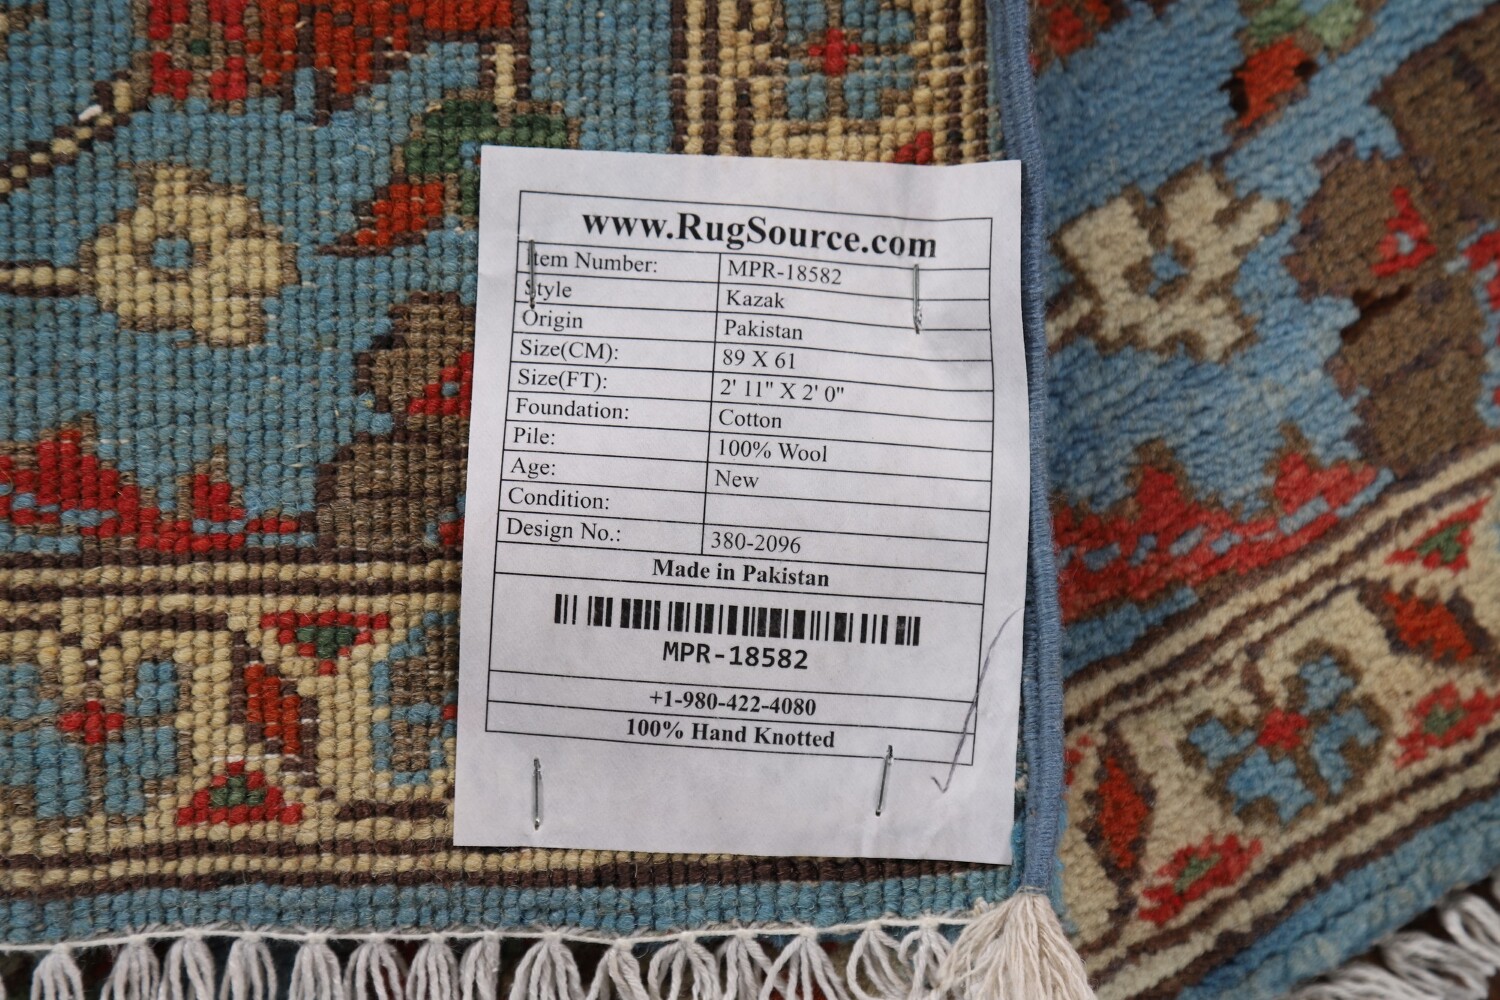 www.RugSource.com
Item Number: MPR-18582
Style Kazak
Origin Pakistan
Size(CM): 89 X 61
Size(FT): 2' 11" X 2' 0"
Foundation: Cotton
Pile: 100% Wool
Age: New
Condition:
Design No.: 380-2096
Made in Pakistan
MPR-18582
+1-980-422-4080
100% Hand Knotted